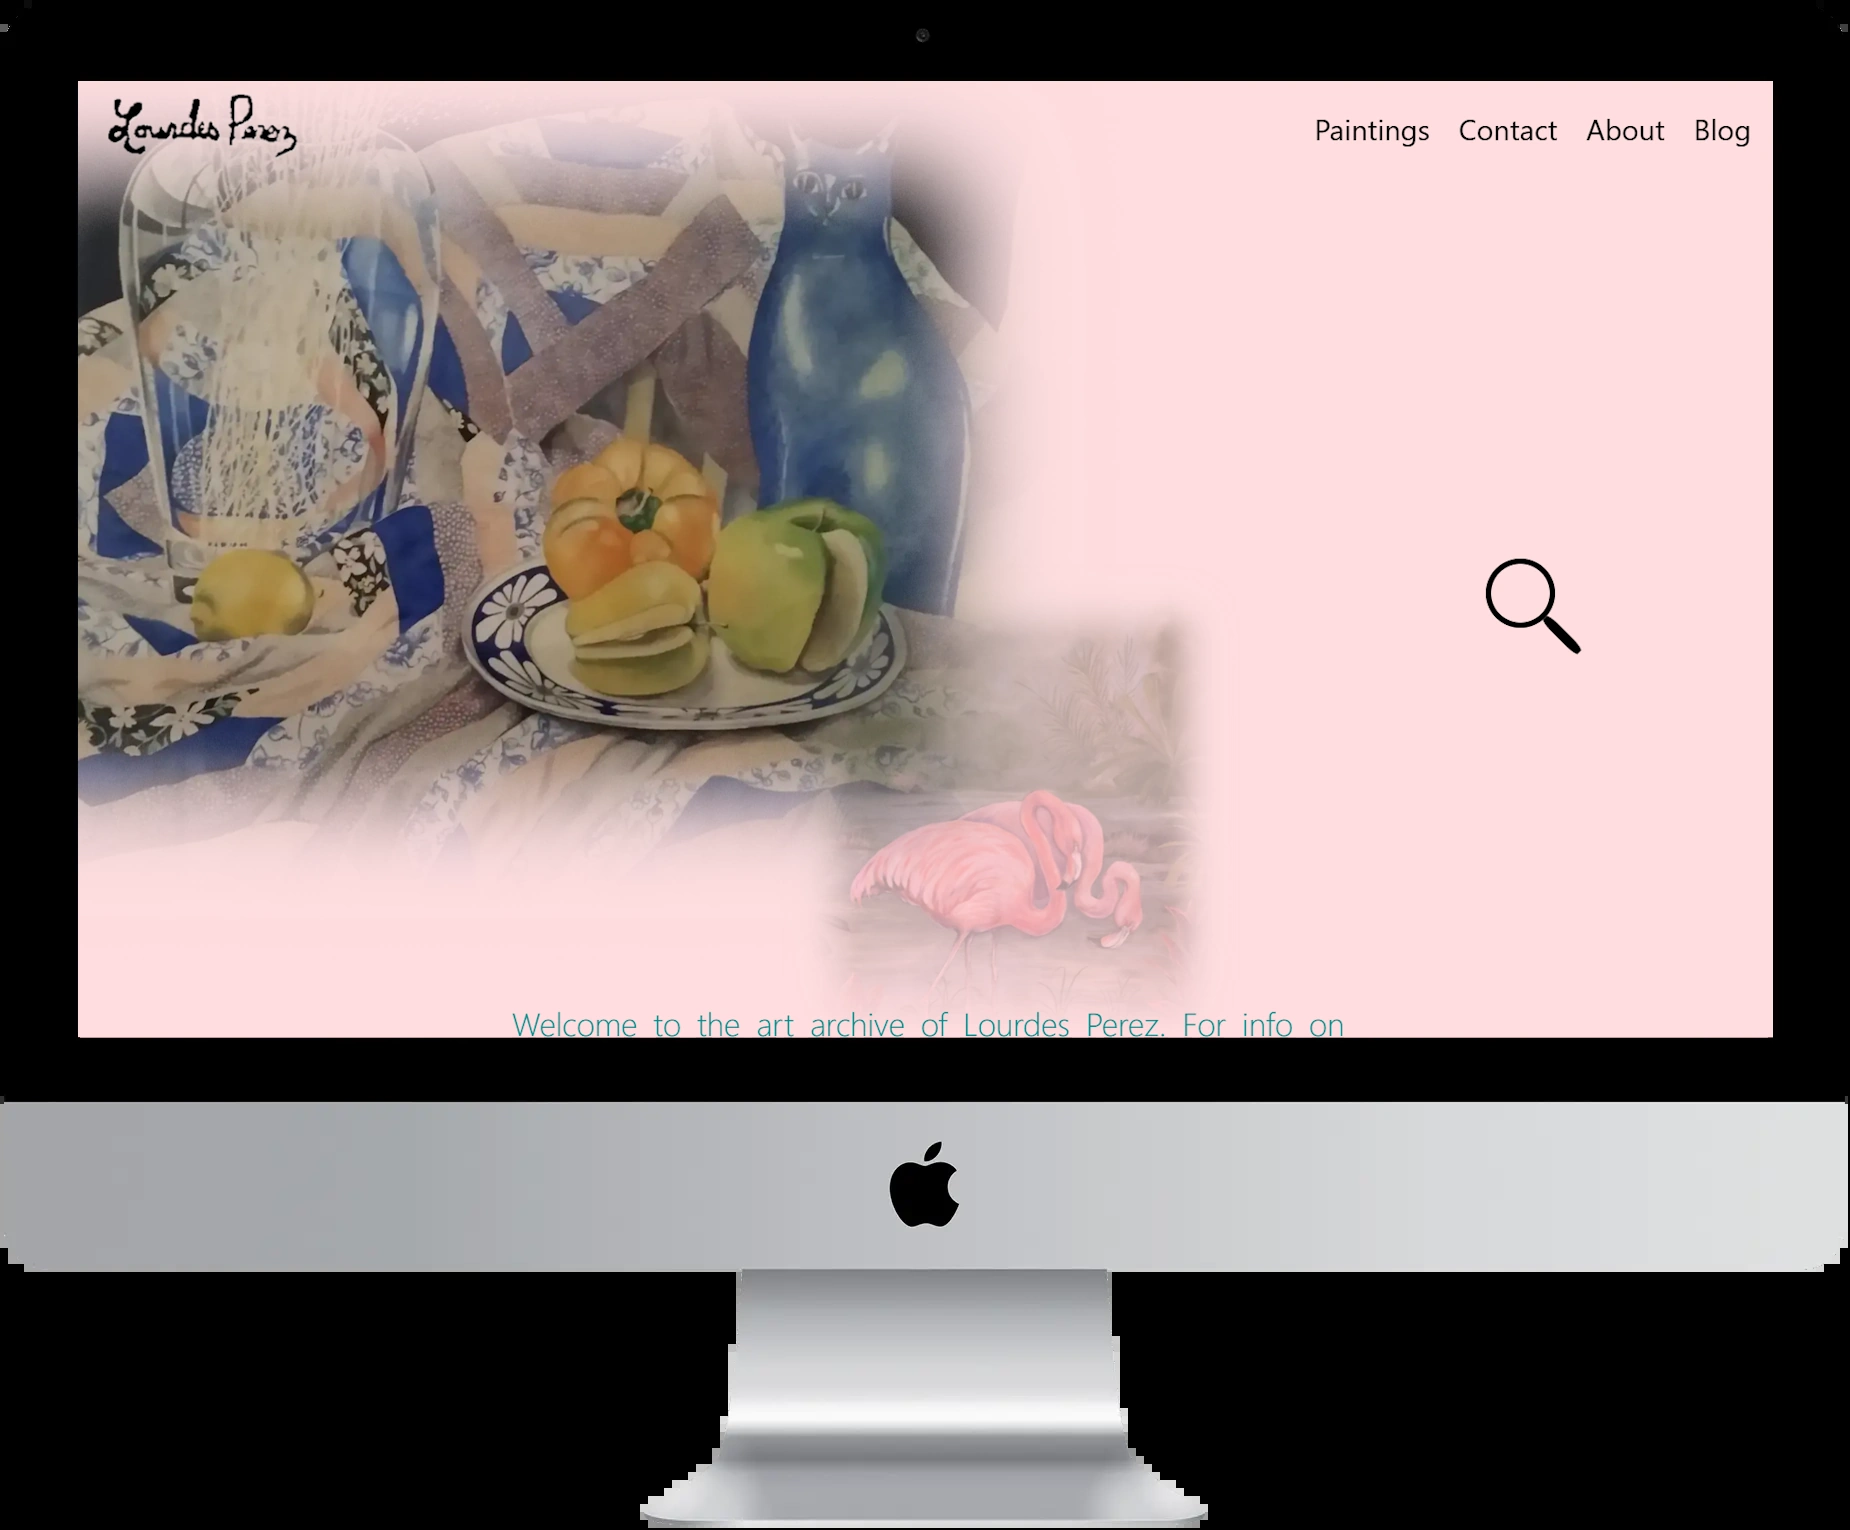 Lourdes Perez
Paintings Contact About Blog
Welcome to the art archive of Lourdes Perez. For info on